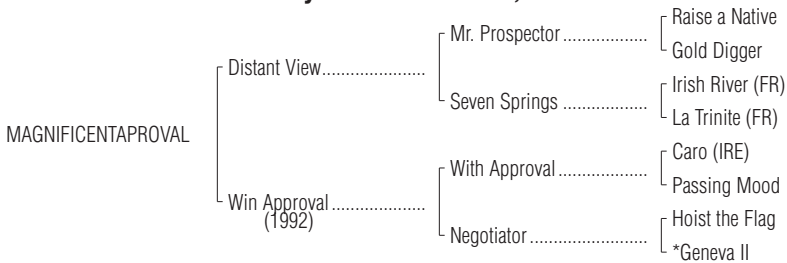 Raise a Native
Mr. Prospector
Gold Digger
Distant View
Irish River (FR)
Seven Springs
La Trinite (FR)
MAGNIFICENTAPROVAL
Caro (IRE)
With Approval
Passing Mood
Win Approval
(1992)
Hoist the Flag
Negotiator
*Geneva II